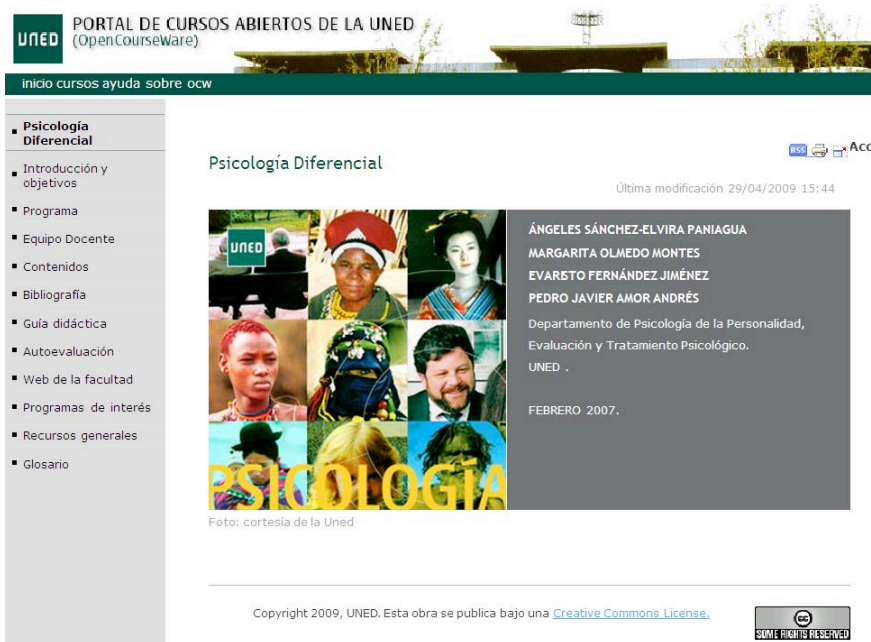 UNED
PORTAL DE CURSOS ABIERTOS DE LA UNED
(OpenCourseWare)
inicio cursos ayuda sobre ocw
Psicología
Diferencial
Introducción y
objetivos
Programa
Equipo Docente
Contenidos
Bibliografía
Guía didáctica
Autoevaluación
Web de la facultad
Programas de interés
Recursos generales
Glosario
RSS
Acc
Psicología Diferencial
Última modificación 29/04/2009 15:44
UNED
PSICOLOGÍA
ÁNGELES SÁNCHEZ-ELVIRA PANIAGUA
MARGARITA OLMEDO MONTES
EVARISTO FERNÁNDEZ JIMÉNEZ
PEDRO JAVIER AMOR ANDRÉS
Departamento de Psicología de la Personalidad,
Evaluación y Tratamiento Psicológico.
UNED .
FEBRERO 2007.
Foto: cortesía de la Uned
Copyright 2009, UNED. Esta obra se publica bajo una Creative Commons License.
cc
SOME RIGHTS RESERVED